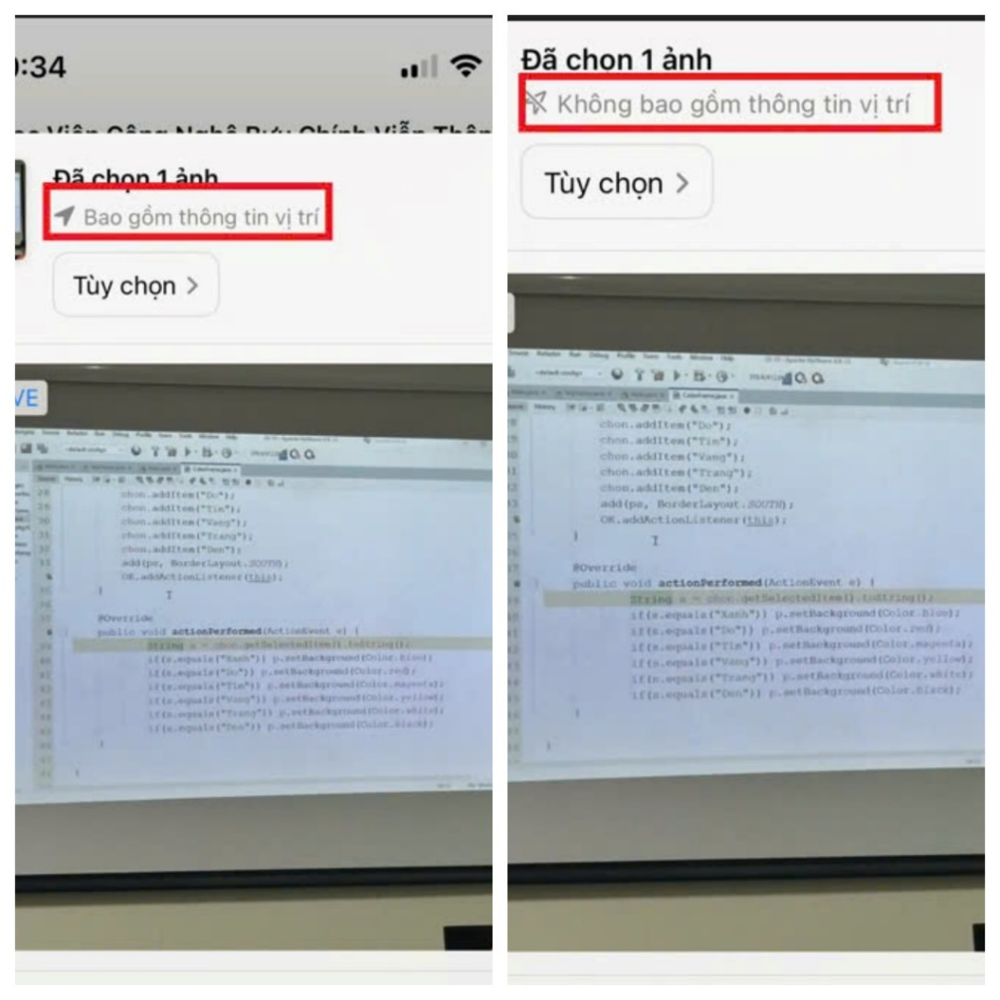 :34
Học Viện Công Nghệ Bưu Chính Viễn Thôn
Đã chọn 1 ảnh
Bao gồm thông tin vị trí
Tùy chọn >
VE
chon.addItem("Do");
chon.addItem("Tim");
chon.addItem("Vang");
chon.addItem("Trang");
chon.addItem("Den");
add(ps, BorderLayout.SOUTH);
OK.addActionListener(this);
}
@Override
public void actionPerformed(ActionEvent e) {
String s = chon.getSelectedItem().toString();
if(s.equals("Xanh")) p.setBackground(Color.blue);
if(s.equals("Do")) p.setBackground(Color.red);
if(s.equals("Tim")) p.setBackground(Color.magenta);
if(s.equals("Vang")) p.setBackground(Color.yellow);
if(s.equals("Trang")) p.setBackground(Color.white);
if(s.equals("Den")) p.setBackground(Color.black);
}
}
Đã chọn 1 ảnh
Không bao gồm thông tin vị trí
Tùy chọn >
chon.addItem("Do");
chon.addItem("Tim");
chon.addItem("Vang");
chon.addItem("Trang");
chon.addItem("Den");
add(ps, BorderLayout.SOUTH);
OK.addActionListener(this);
}
@Override
public void actionPerformed(ActionEvent e) {
String s = chon.getSelectedItem().toString();
if(s.equals("Xanh")) p.setBackground(Color.blue);
if(s.equals("Do")) p.setBackground(Color.red);
if(s.equals("Tim")) p.setBackground(Color.magenta);
if(s.equals("Vang")) p.setBackground(Color.yellow);
if(s.equals("Trang")) p.setBackground(Color.white);
if(s.equals("Den")) p.setBackground(Color.black);
}
}